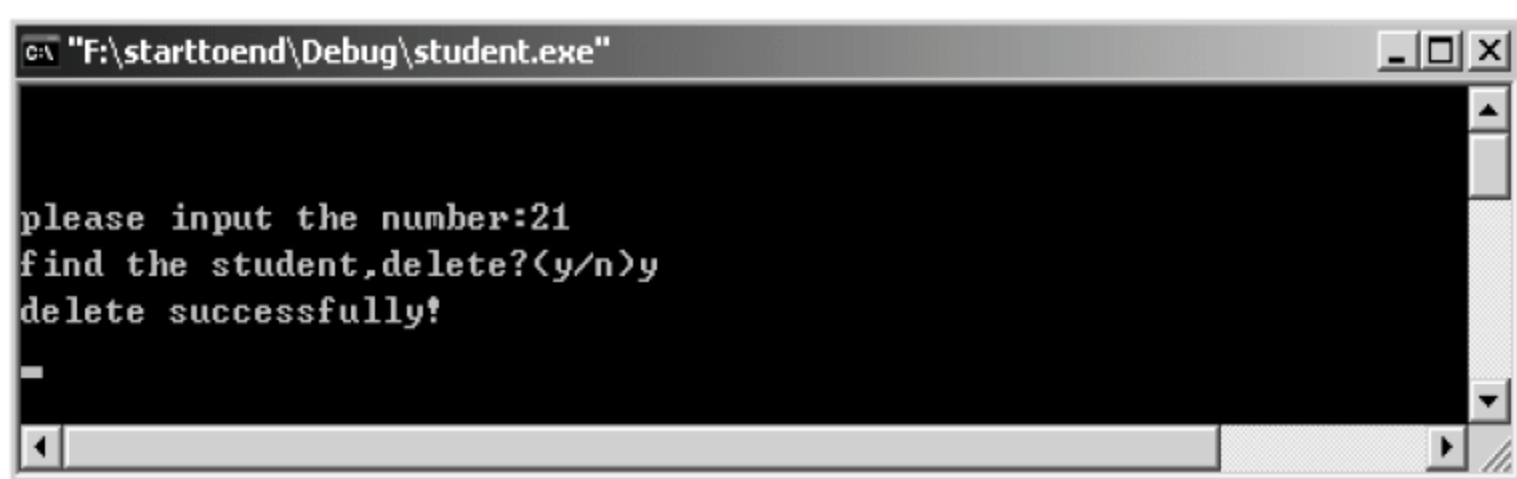 C:\ "F:\starttoend\Debug\student.exe"
please input the number:21
find the student,delete?(y/n)y
delete successfully!